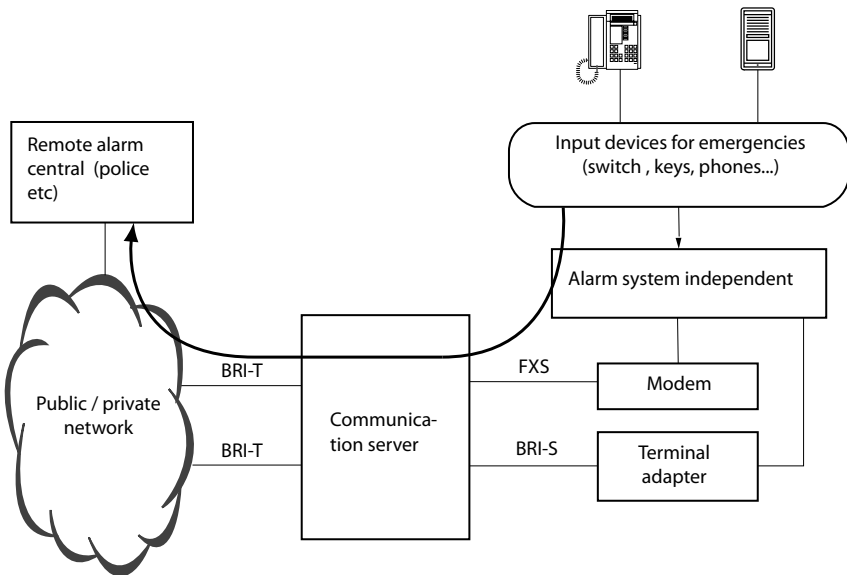 Remote alarm
central (police
etc)
Input devices for emergencies
(switch , keys, phones...)
Alarm system independent
BRI-T
FXS
Modem
Public / private
network
Communica-
tion server
BRI-T
BRI-S
Terminal
adapter